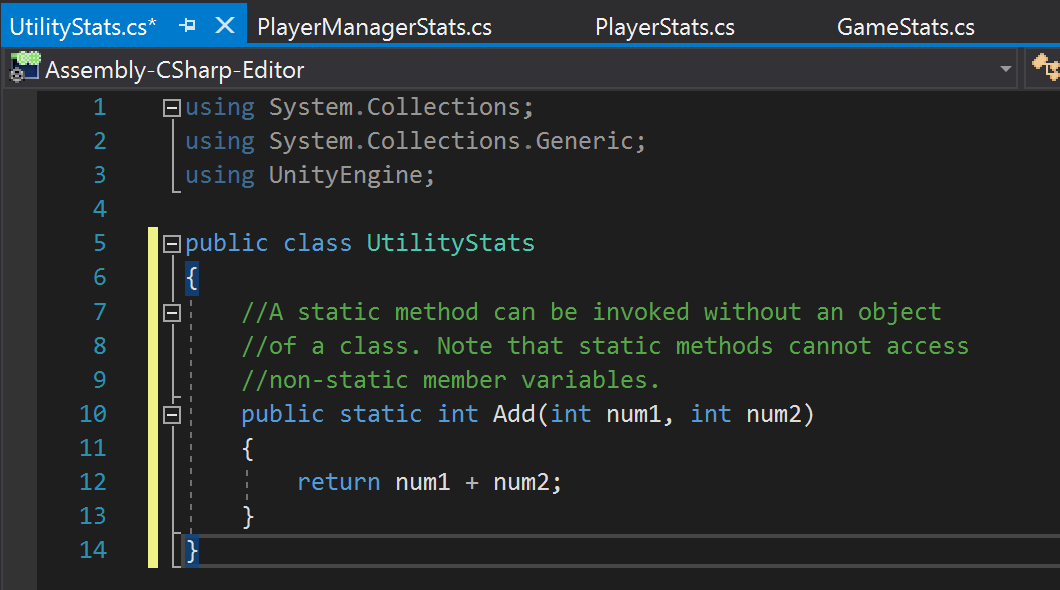 UtilityStats.cs* PlayerManagerStats.cs PlayerStats.cs GameStats.cs
Assembly-CSharp-Editor
1 using System.Collections;
2 using System.Collections.Generic;
3 using UnityEngine;
4
5 public class UtilityStats
6 {
7 //A static method can be invoked without an object
8 //of a class. Note that static methods cannot access
9 //non-static member variables.
10 public static int Add(int num1, int num2)
11 {
12 return num1 + num2;
13 }
14 }